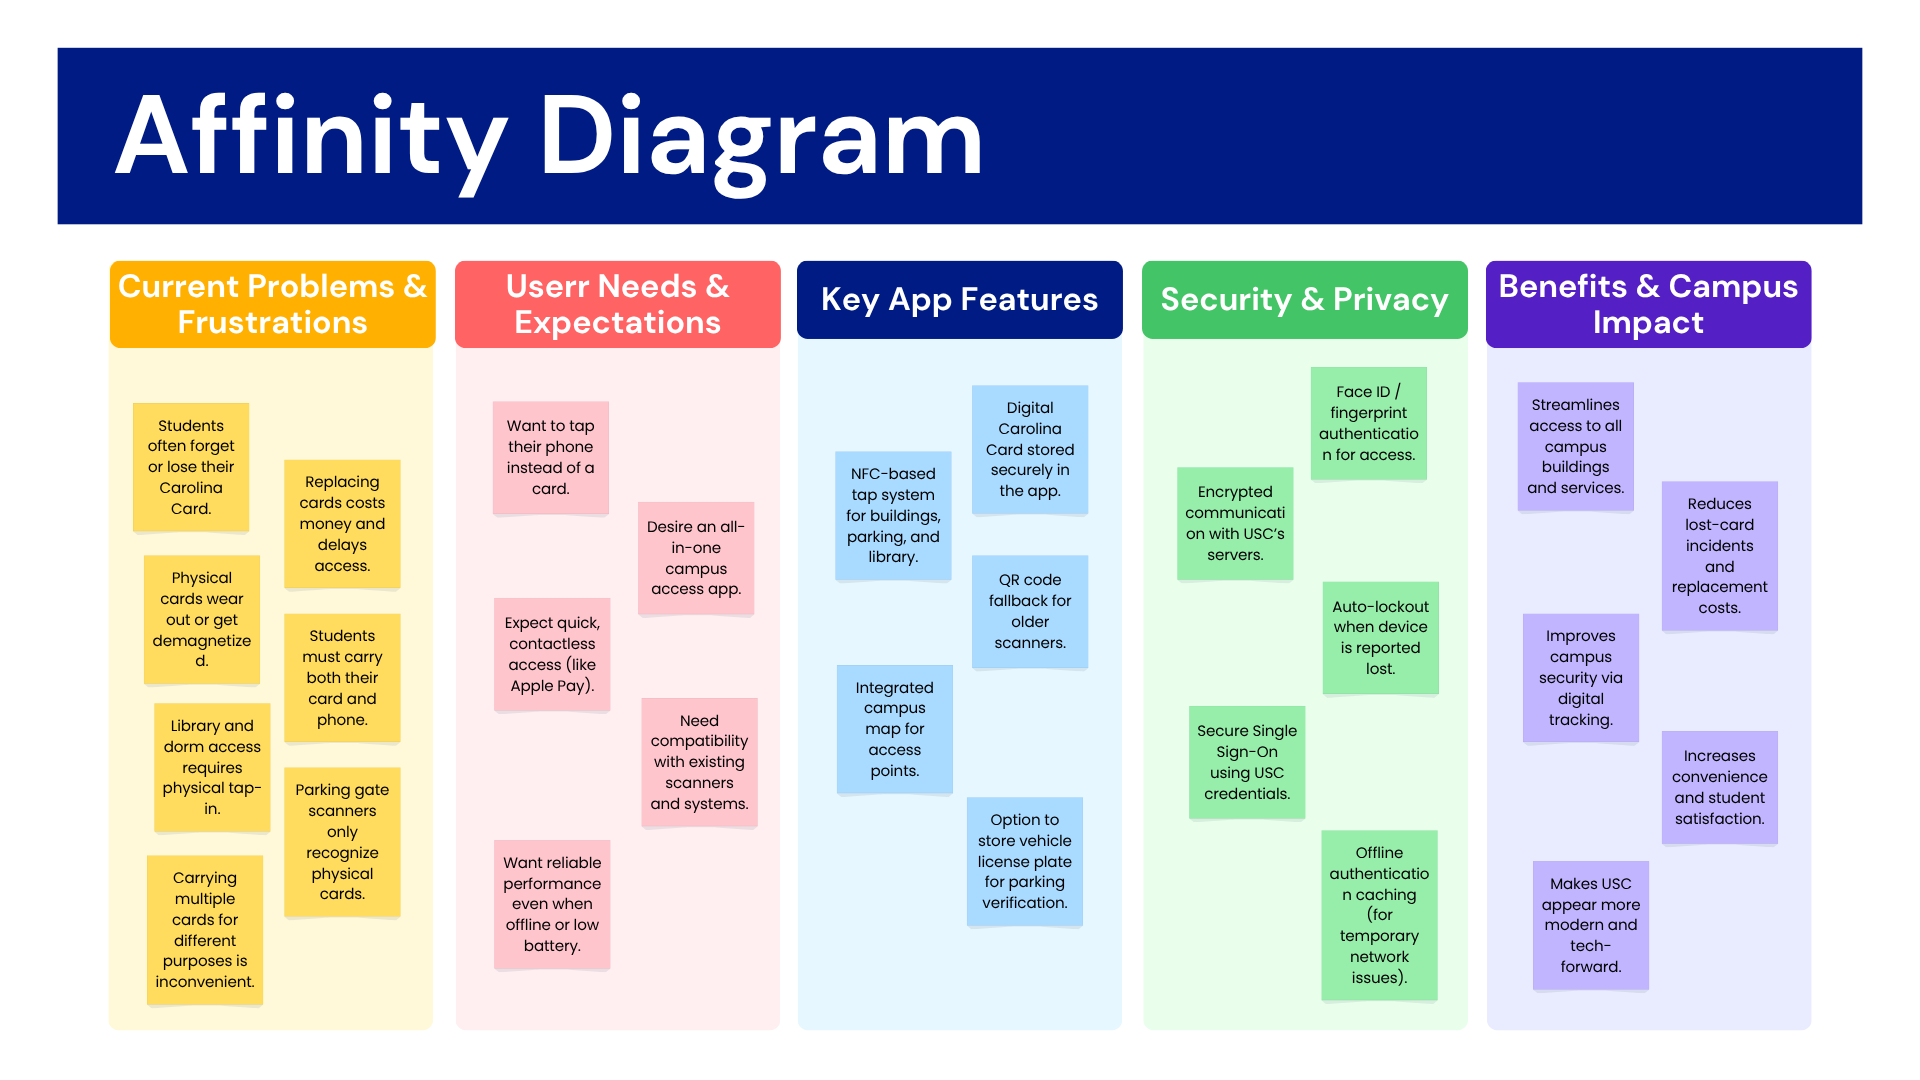 Affinity Diagram
Current Problems &
Frustrations
Students
often forget
or lose their
Carolina
Card.
Replacing
cards costs
money and
delays
access.
Physical
cards wear
out or get
demagnetize
d.
Students
must carry
both their
card and
phone.
Library and
dorm access
requires
physical tap-
in.
Parking gate
scanners
only
recognize
physical
cards.
Carrying
multiple
cards for
different
purposes is
inconvenient.
Userr Needs &
Expectations
Want to tap
their phone
instead of a
card.
Desire an all-
in-one
campus
access app.
Expect quick,
contactless
access (like
Apple Pay).
Need
compatibility
with existing
scanners
and systems.
Want reliable
performance
even when
offline or low
battery.
Key App Features
Digital
Carolina
Card stored
securely in
the app.
NFC-based
tap system
for buildings,
parking, and
library.
QR code
fallback for
older
scanners.
Integrated
campus
map for
access
points.
Option to
store vehicle
license plate
for parking
verification.
Security & Privacy
Face ID /
fingerprint
authenticatio
n for access.
Encrypted
communicati
on with USC's
servers.
Auto-lockout
when device
is reported
lost.
Secure Single
Sign-On
using USC
credentials.
Offline
authenticatio
n caching
(for
temporary
network
issues).
Benefits & Campus
Impact
Streamlines
access to all
campus
buildings
and services.
Reduces
lost-card
incidents
and
replacement
costs.
Improves
campus
security via
digital
tracking.
Increases
convenience
and student
satisfaction.
Makes USC
appear more
modern and
tech-
forward.